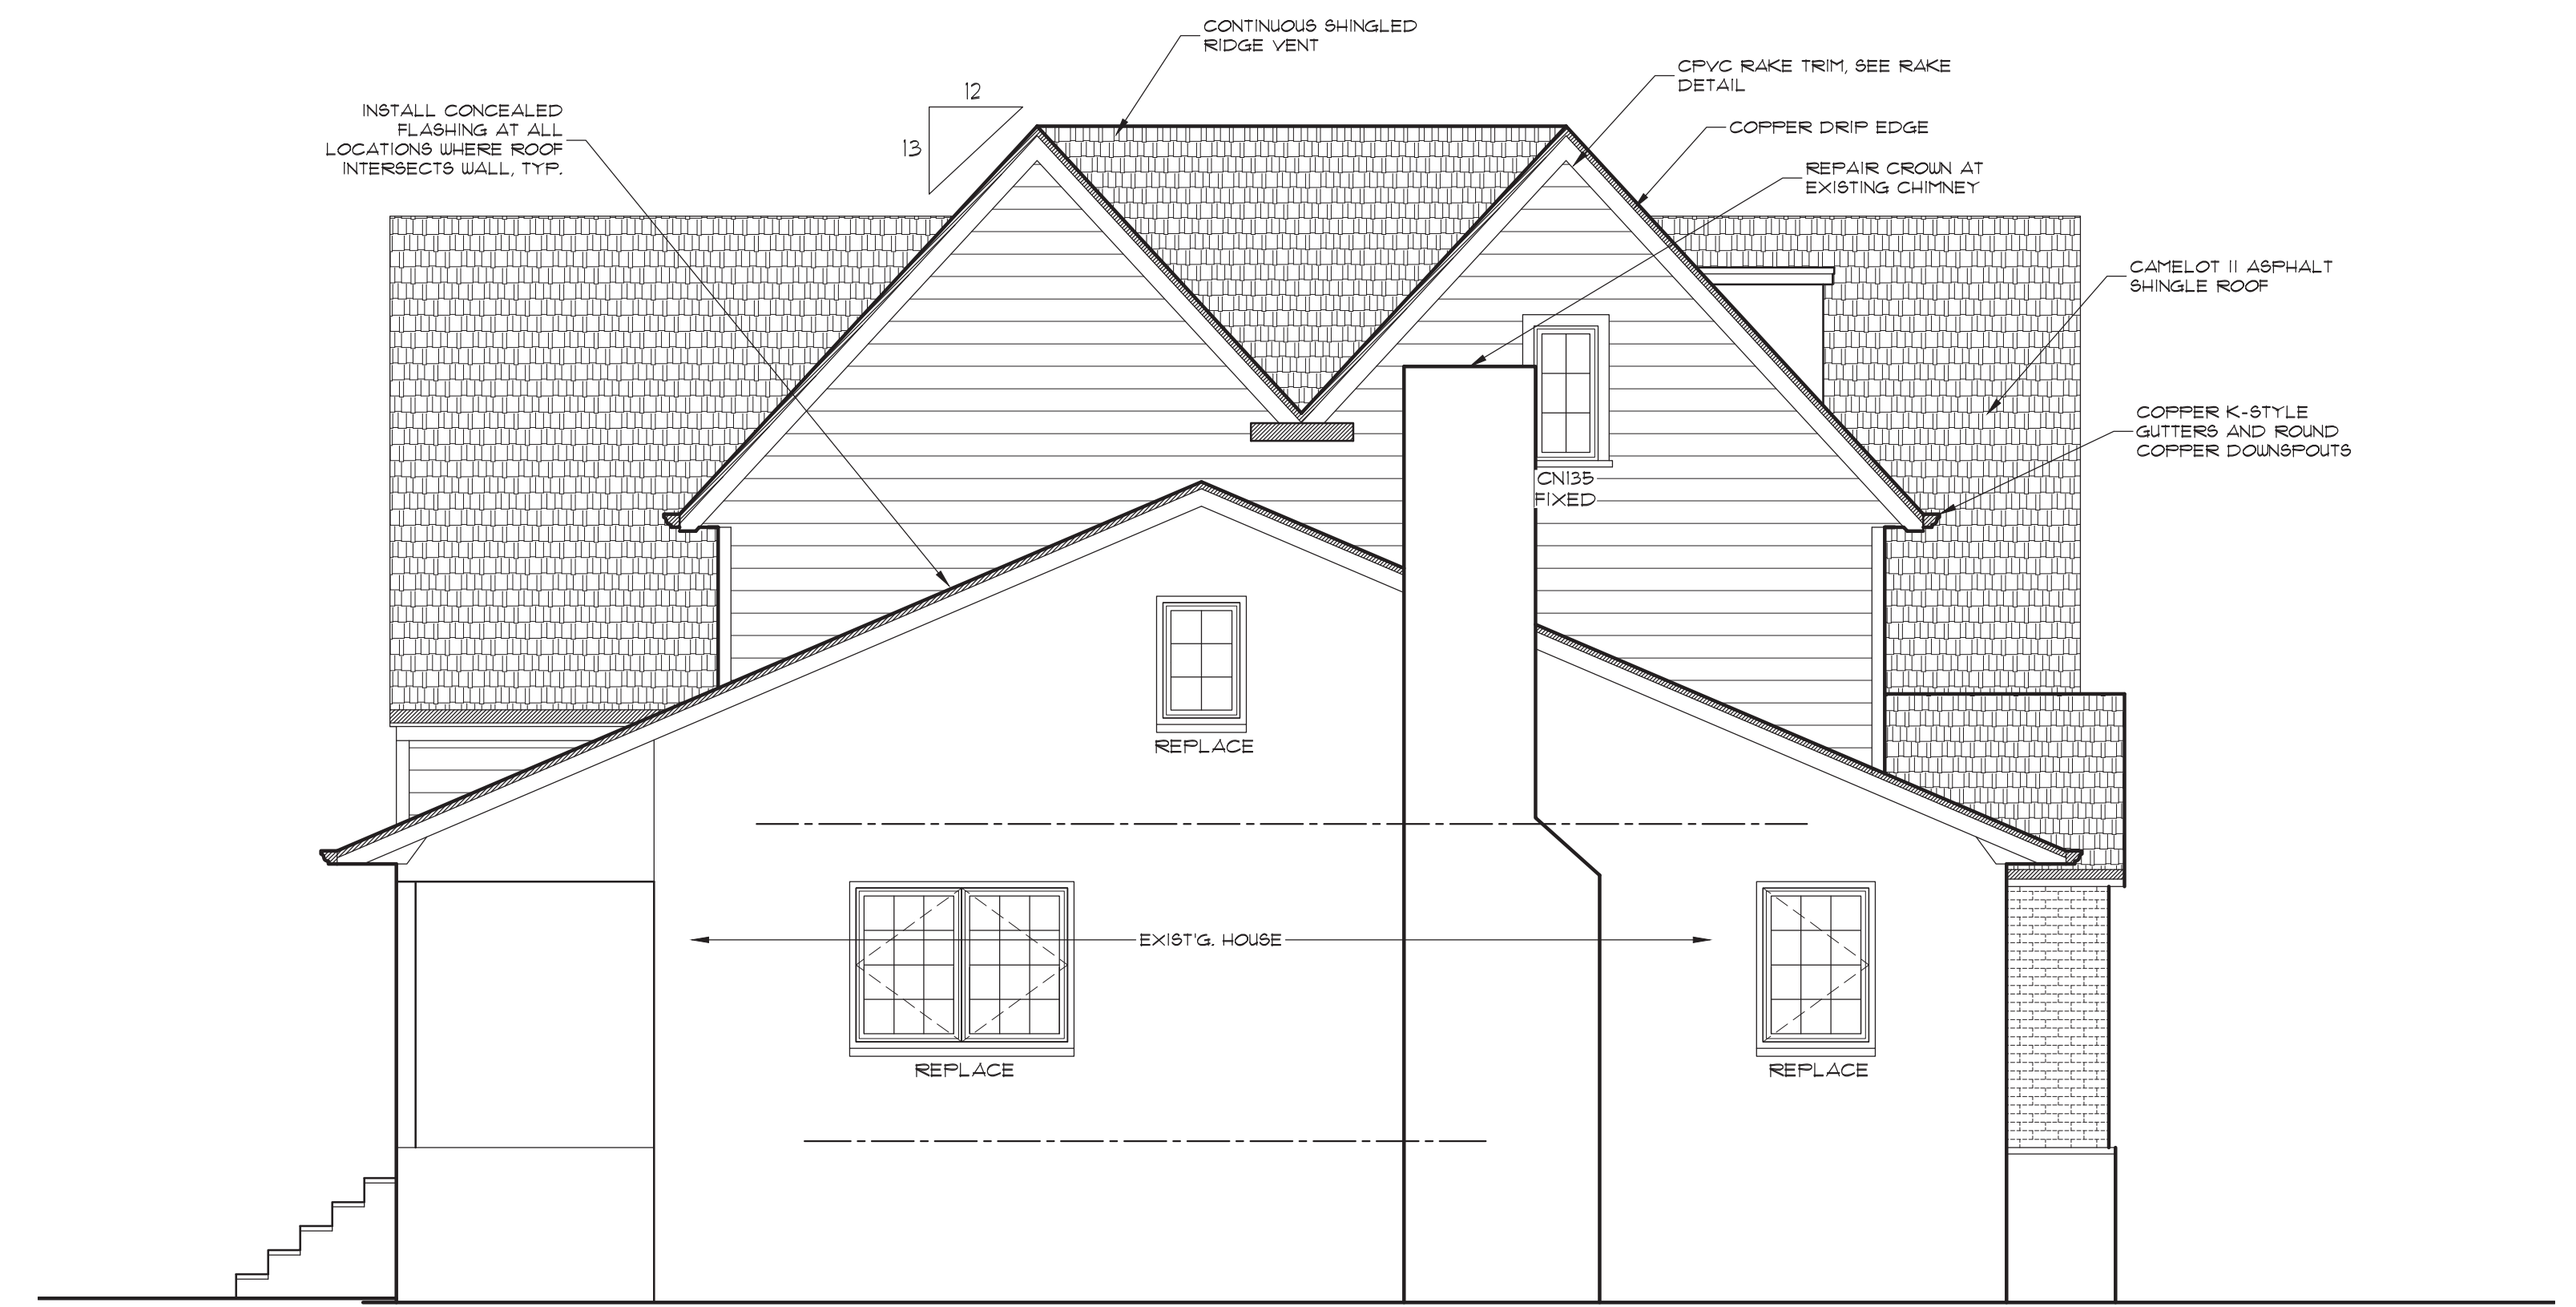 CONTINUOUS SHINGLED
RIDGE VENT
CPVC RAKE TRIM, SEE RAKE
DETAIL
12
13
INSTALL CONCEALED
FLASHING AT ALL
LOCATIONS WHERE ROOF
INTERSECTS WALL, TYP.
COPPER DRIP EDGE
REPAIR CROWN AT
EXISTING CHIMNEY
CAMELOT II ASPHALT
SHINGLE ROOF
COPPER K-STYLE
GUTTERS AND ROUND
COPPER DOWNSPOUTS
CN135
FIXED
REPLACE
EXIST'G. HOUSE
REPLACE
REPLACE